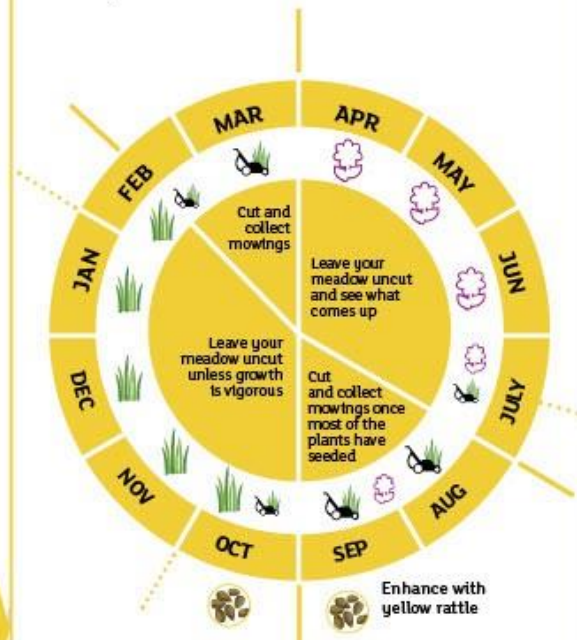 MAR
APR
MAY
JUN
JULY
AUG
SEP
OCT
NOV
DEC
JAN
FEB
Cut and
collect
mowings
Leave your
meadow uncut
and see what
comes up
Cut
and collect
mowings once
most of the
plants have
seeded
Leave your
meadow uncut
unless growth
is vigorous
Enhance with
yellow rattle